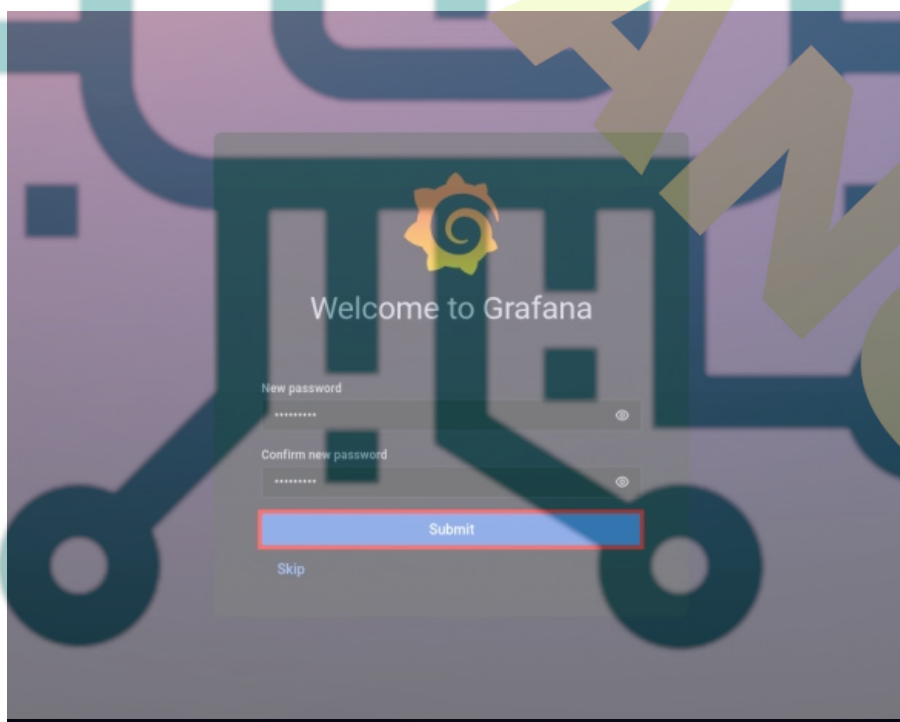 Welcome to Grafana
New password
•••••••••
Confirm new password
•••••••••
Submit
Skip